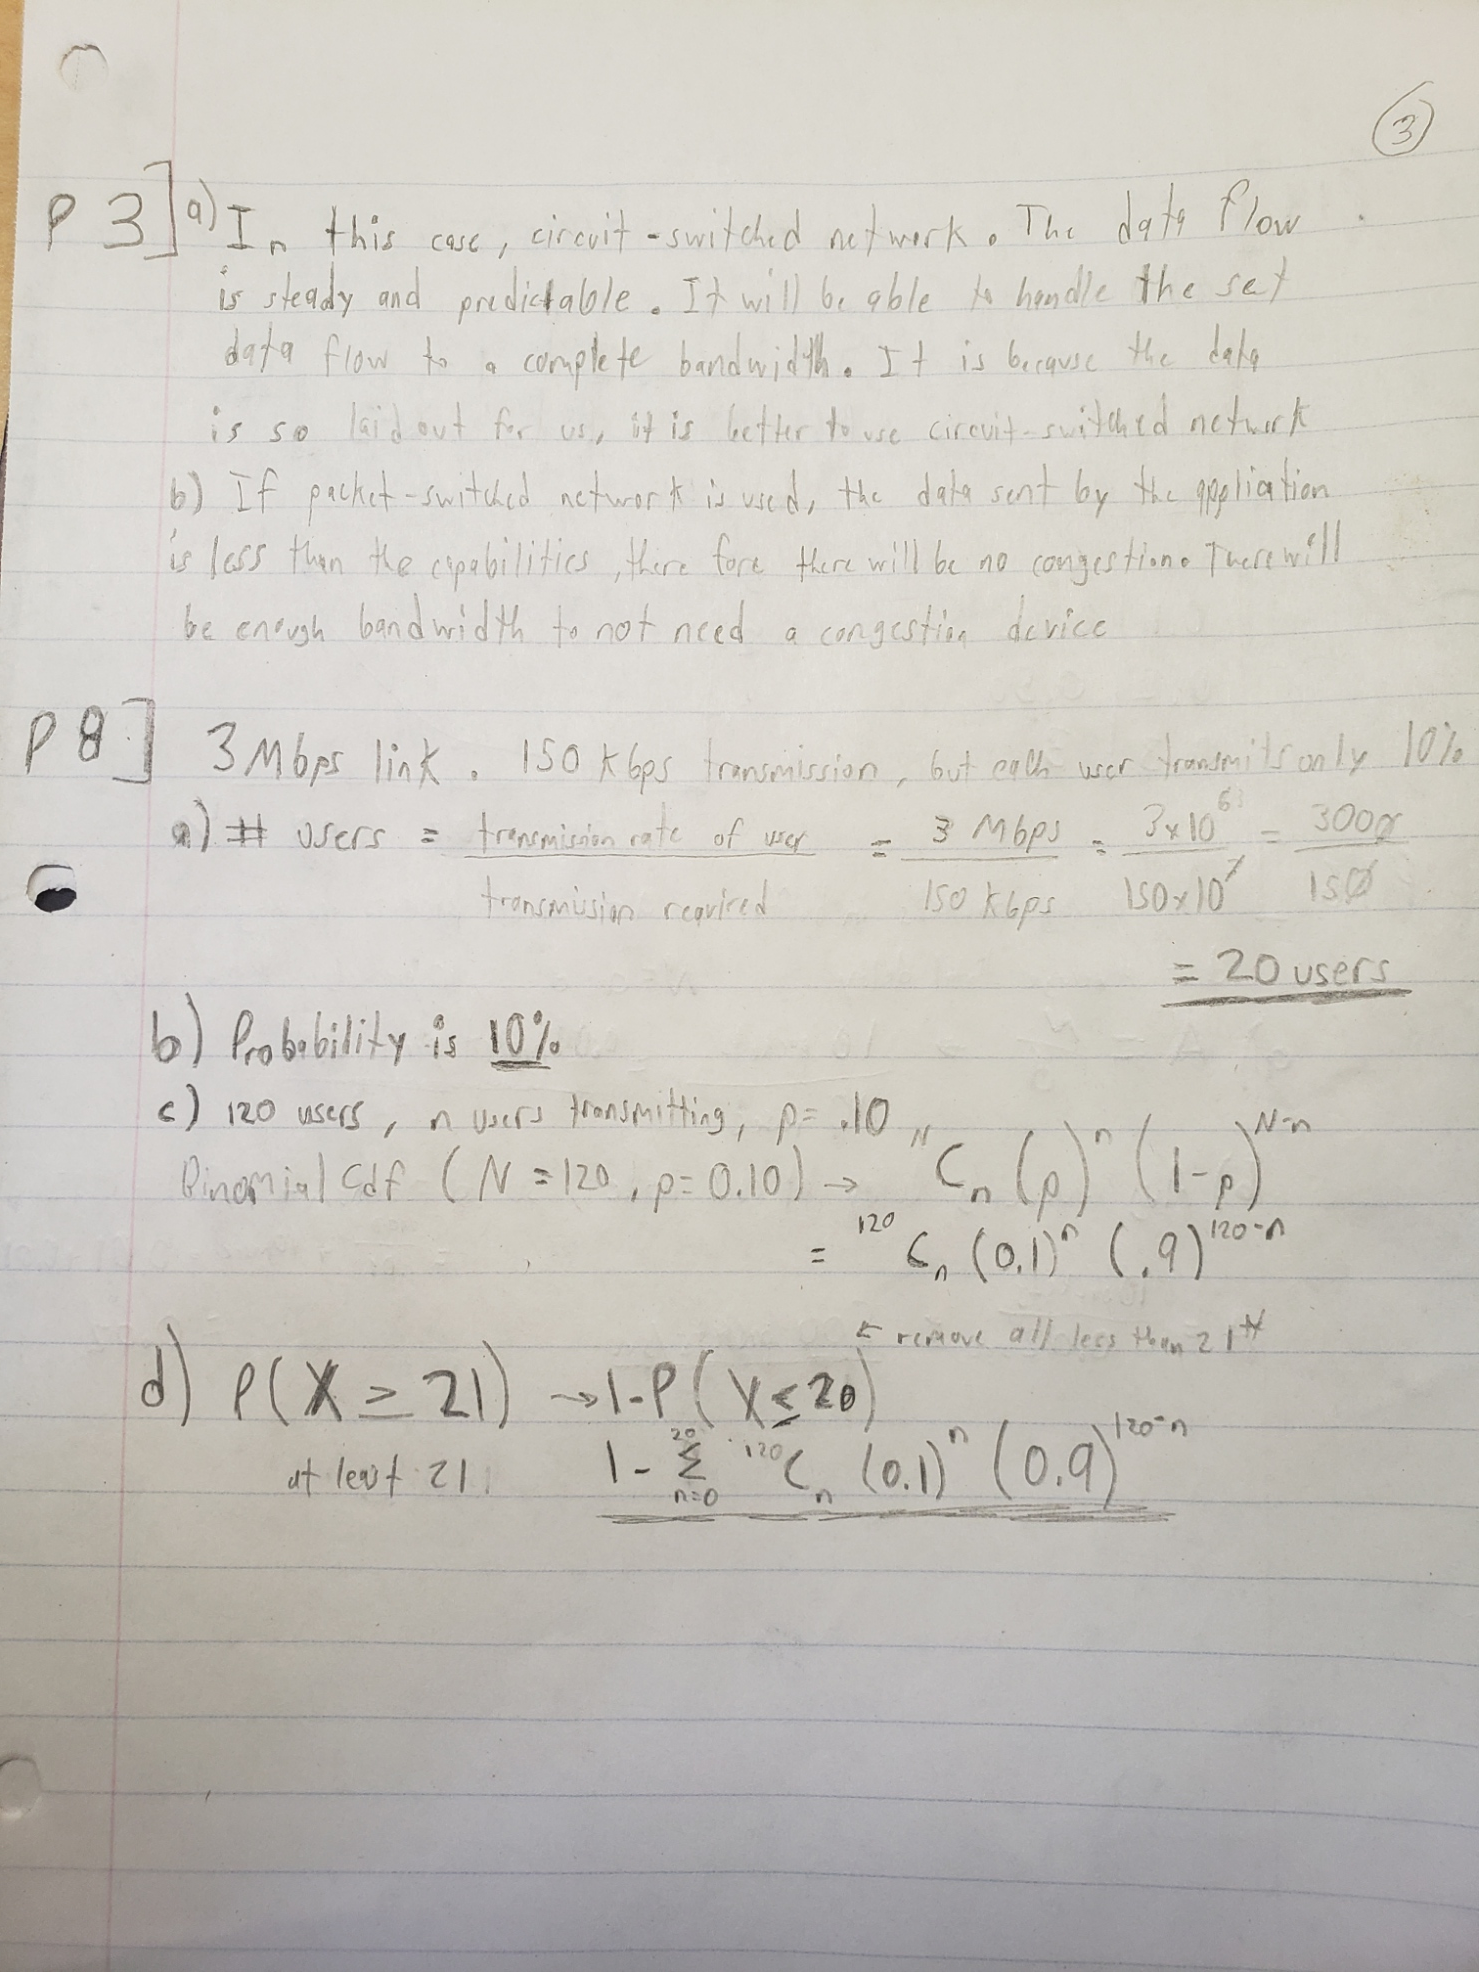 3
P 3] a) In this case, circuit-switched network. The data flow
is steady and predictable. It will be able to handle the set
data flow to a complete bandwidth. It is because the data
is so laid out for us, it is better to use circuit-switched network
b) If packet-switched network is used, the data sent by the appliction
is less than the capabilities, there fore there will be no congestion. There will
be enough bandwidth to not need a congestion device
P 8] 3 Mbps link. 150 kbps transmission, but each user transmits only 10%
a) # users = transmission rate of user / transmission required = 3 Mbps / 150 kbps = 3x10^6 / 150x10^3 = 3000 / 150
= 20 users
b) Probability is 10%
c) 120 users, n users transmitting, p= .10
Binomial Cdf (N = 120, p= 0.10) → ^N C_n (p)^n (1-p)^N-n
= ^120 C_n (0.1)^n (.9)^120-n
← remove all less than 21
d) P(X ≥ 21) → 1-P(X ≤ 20)
at least 21 1 - Σ_n=0^20 ^120 C_n (0.1)^n (0.9)^120-n